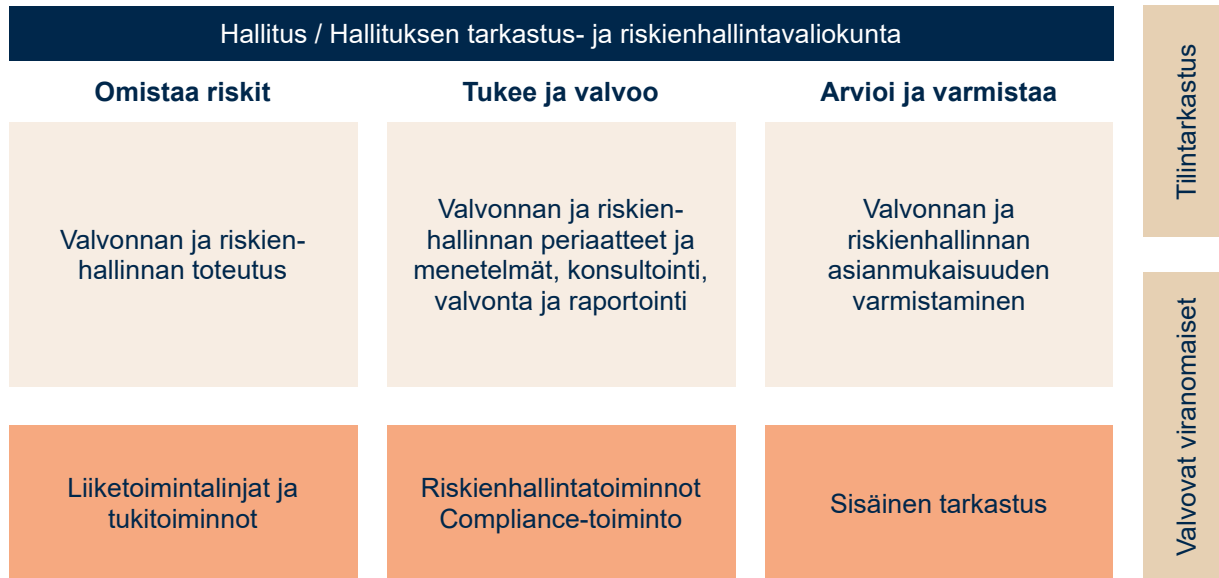 Hallitus / Hallituksen tarkastus- ja riskienhallintavaliokunta
Omistaa riskit
Tukee ja valvoo
Arvioi ja varmistaa
Valvonnan ja riskien-
hallinnan toteutus
Valvonnan ja riskien-
hallinnan periaatteet ja
menetelmät, konsultointi,
valvonta ja raportointi
Valvonnan ja
riskienhallinnan
asianmukaisuuden
varmistaminen
Liiketoimintalinjat ja
tukitoiminnot
Riskienhallintatoiminnot
Compliance-toiminto
Sisäinen tarkastus
Tilintarkastus
Valvovat viranomaiset